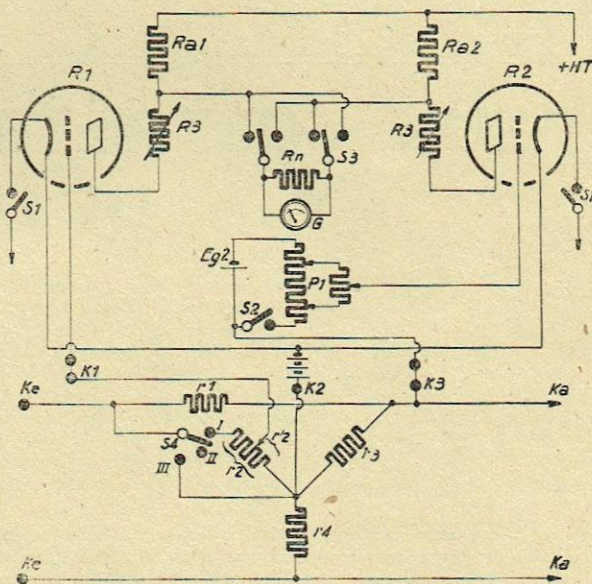 Ra1
Ra2
R1
R2
+HT
R3
R3
Rn
S3
S1
S1
G
Eg2
P1
S2
K1
K2
K3
Ke
r1
Ka
S4
I
II
III
r'2
r2
r3
r4
Ke
Ka